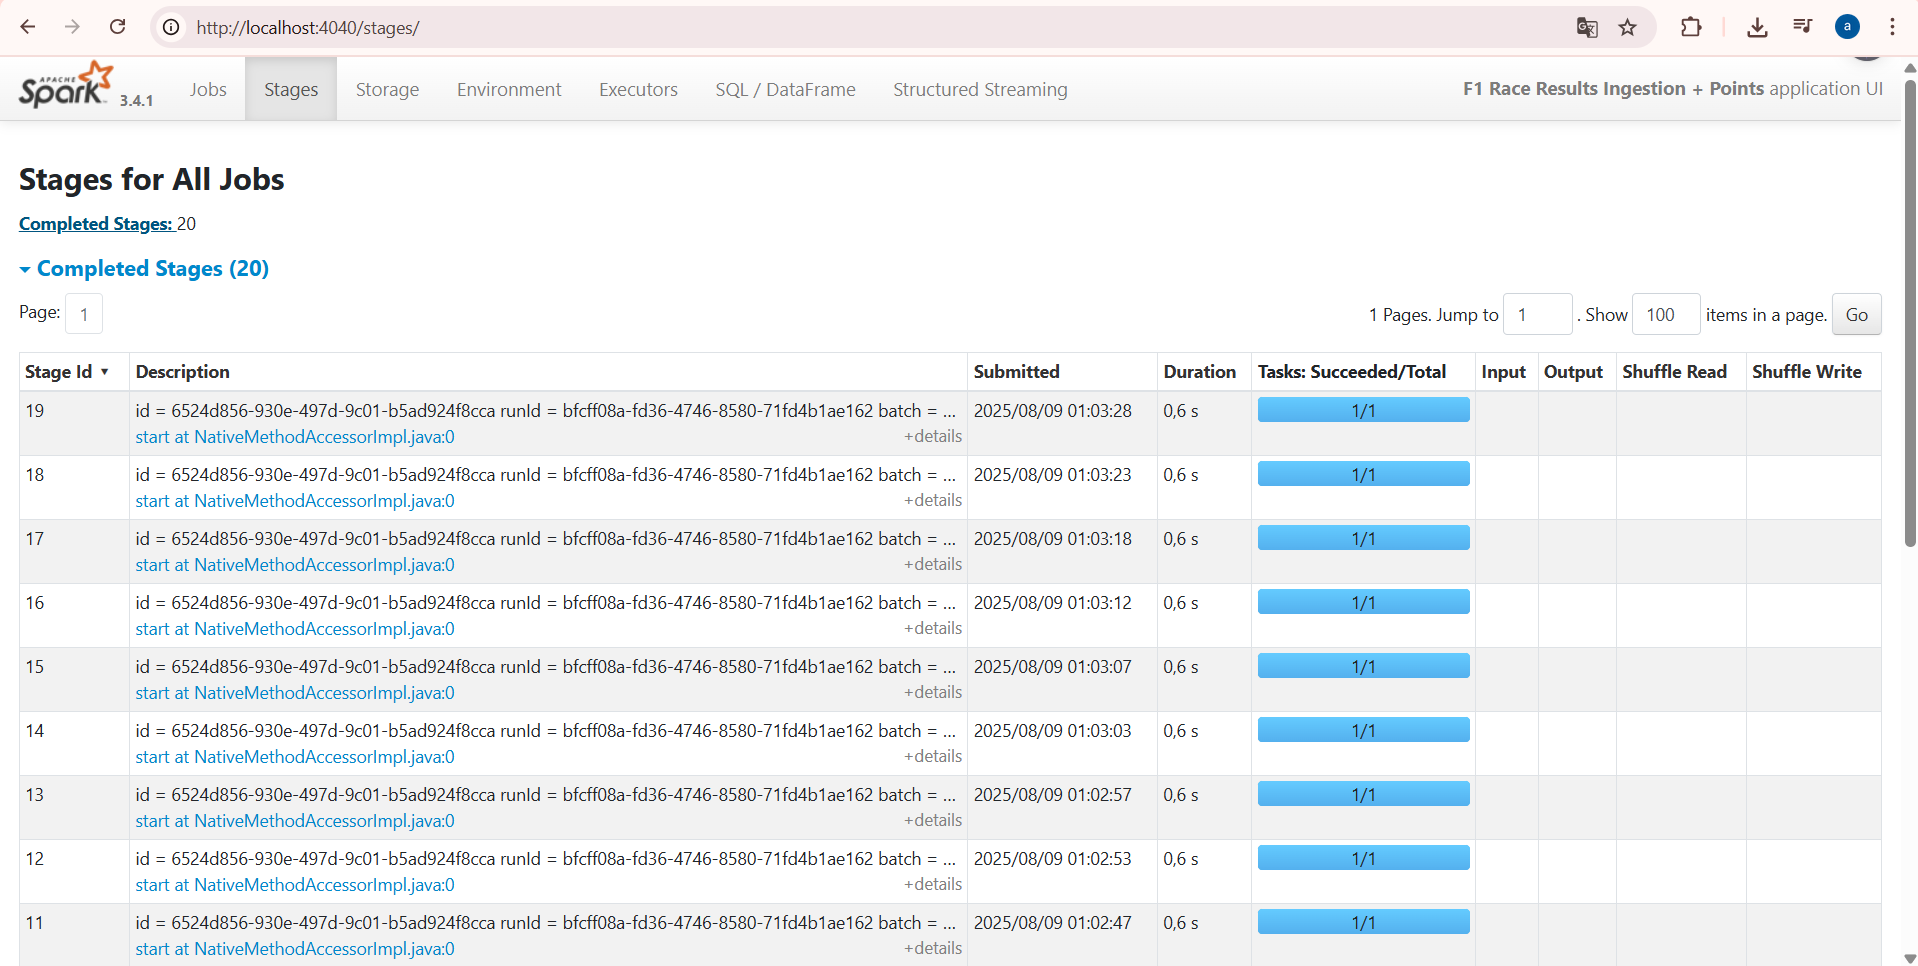 http://localhost:4040/stages/
a
APACHE
Spark 3.4.1
Jobs
Stages
Storage
Environment
Executors
SQL / DataFrame
Structured Streaming
F1 Race Results Ingestion + Points application UI
Stages for All Jobs
Completed Stages: 20
Completed Stages (20)
Page: 1
1 Pages. Jump to 1 . Show 100 items in a page. Go
Stage Id ▼ Description Submitted Duration Tasks: Succeeded/Total Input Output Shuffle Read Shuffle Write
19 id = 6524d856-930e-497d-9c01-b5ad924f8cca runId = bfcff08a-fd36-4746-8580-71fd4b1ae162 batch = ... 2025/08/09 01:03:28 0,6 s 1/1
start at NativeMethodAccessorImpl.java:0 +details
18 id = 6524d856-930e-497d-9c01-b5ad924f8cca runId = bfcff08a-fd36-4746-8580-71fd4b1ae162 batch = ... 2025/08/09 01:03:23 0,6 s 1/1
start at NativeMethodAccessorImpl.java:0 +details
17 id = 6524d856-930e-497d-9c01-b5ad924f8cca runId = bfcff08a-fd36-4746-8580-71fd4b1ae162 batch = ... 2025/08/09 01:03:18 0,6 s 1/1
start at NativeMethodAccessorImpl.java:0 +details
16 id = 6524d856-930e-497d-9c01-b5ad924f8cca runId = bfcff08a-fd36-4746-8580-71fd4b1ae162 batch = ... 2025/08/09 01:03:12 0,6 s 1/1
start at NativeMethodAccessorImpl.java:0 +details
15 id = 6524d856-930e-497d-9c01-b5ad924f8cca runId = bfcff08a-fd36-4746-8580-71fd4b1ae162 batch = ... 2025/08/09 01:03:07 0,6 s 1/1
start at NativeMethodAccessorImpl.java:0 +details
14 id = 6524d856-930e-497d-9c01-b5ad924f8cca runId = bfcff08a-fd36-4746-8580-71fd4b1ae162 batch = ... 2025/08/09 01:03:03 0,6 s 1/1
start at NativeMethodAccessorImpl.java:0 +details
13 id = 6524d856-930e-497d-9c01-b5ad924f8cca runId = bfcff08a-fd36-4746-8580-71fd4b1ae162 batch = ... 2025/08/09 01:02:57 0,6 s 1/1
start at NativeMethodAccessorImpl.java:0 +details
12 id = 6524d856-930e-497d-9c01-b5ad924f8cca runId = bfcff08a-fd36-4746-8580-71fd4b1ae162 batch = ... 2025/08/09 01:02:53 0,6 s 1/1
start at NativeMethodAccessorImpl.java:0 +details
11 id = 6524d856-930e-497d-9c01-b5ad924f8cca runId = bfcff08a-fd36-4746-8580-71fd4b1ae162 batch = ... 2025/08/09 01:02:47 0,6 s 1/1
start at NativeMethodAccessorImpl.java:0 +details